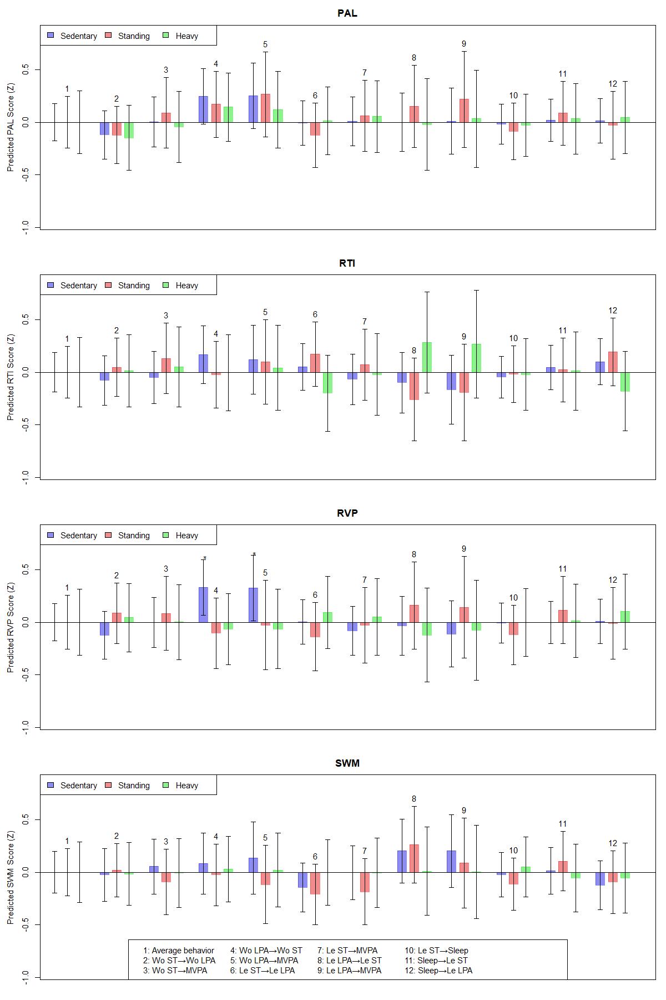 PAL
Sedentary Standing Heavy
Predicted PAL Score (Z)
0.5
0.0
-0.5
-1.0
1 2 3 4 5 6 7 8 9 10 11 12
RTI
Sedentary Standing Heavy
Predicted RTI Score (Z)
0.5
0.0
-0.5
-1.0
1 2 3 4 5 6 7 8 9 10 11 12
RVP
Sedentary Standing Heavy
Predicted RVP Score (Z)
0.5
0.0
-0.5
-1.0
* *
1 2 3 4 5 6 7 8 9 10 11 12
SWM
Sedentary Standing Heavy
Predicted SWM Score (Z)
0.5
0.0
-0.5
-1.0
1 2 3 4 5 6 7 8 9 10 11 12
1: Average behavior 4: Wo LPA→Wo ST 7: Le ST→MVPA 10: Le ST→Sleep
2: Wo ST→Wo LPA 5: Wo LPA→MVPA 8: Le LPA→Le ST 11: Sleep→Le ST
3: Wo ST→MVPA 6: Le ST→Le LPA 9: Le LPA→MVPA 12: Sleep→Le LPA